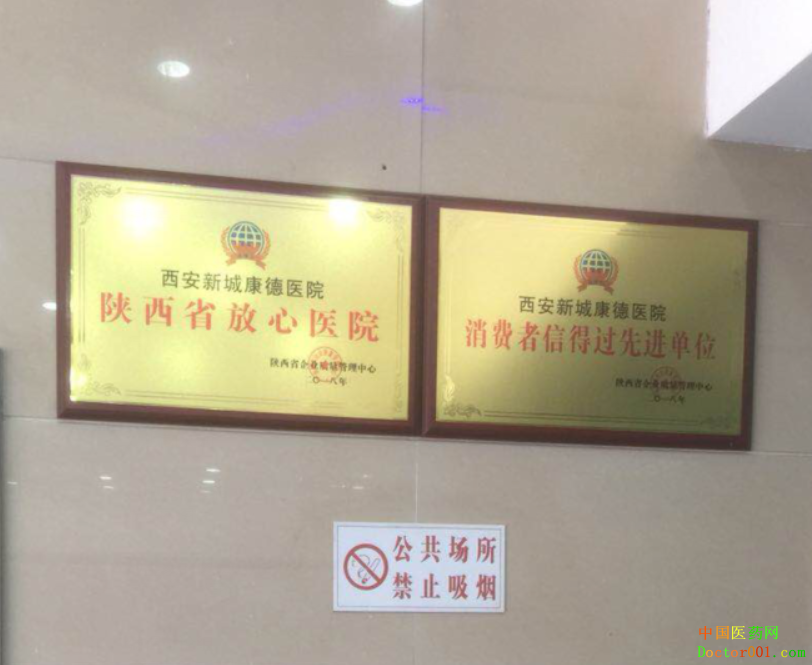 西安新城康德医院
陕西省放心医院
陕西省企业质量管理中心
二〇一八年
西安新城康德医院
消费者信得过先进单位
陕西省企业质量管理中心
二〇一八年
公共场所
禁止吸烟
中国医药网
Doctor001.com